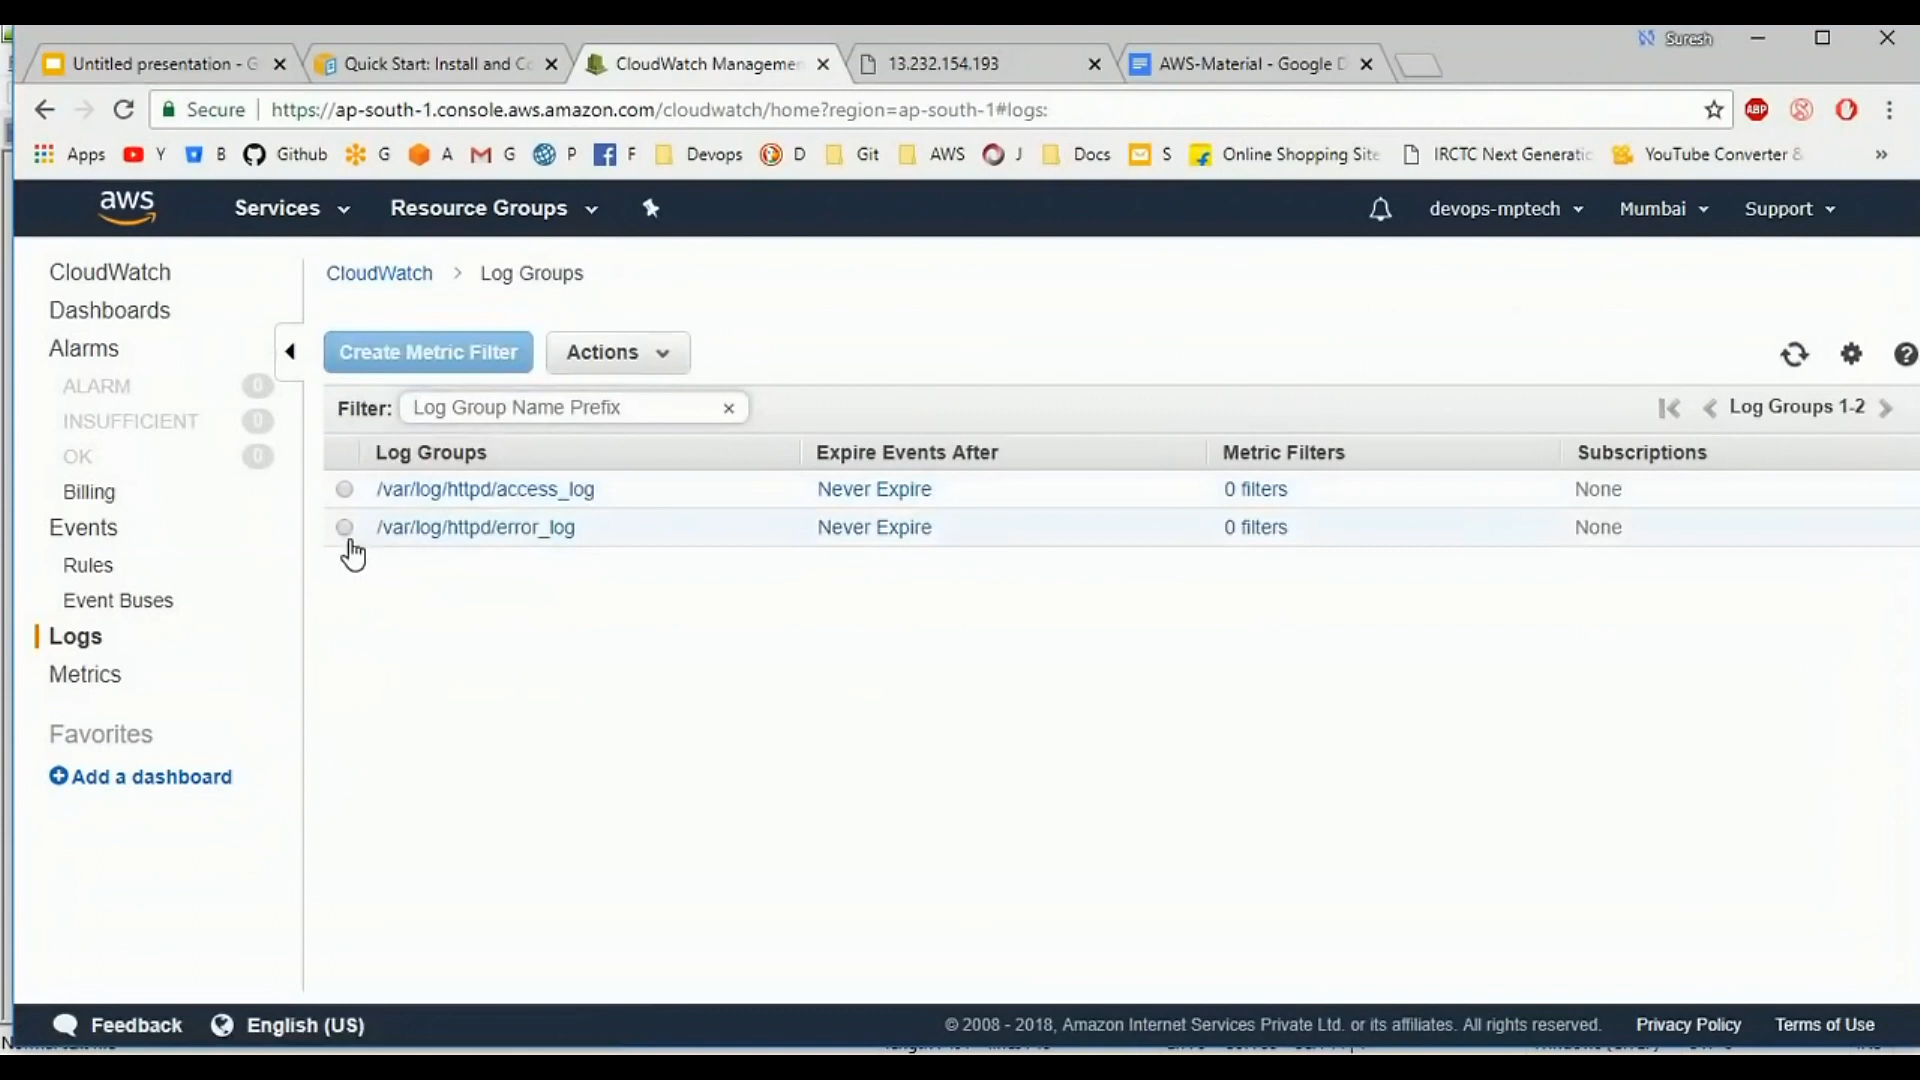 Suresh
Untitled presentation - G
Quick Start: Install and Co
CloudWatch Managemen
13.232.154.193
AWS-Material - Google D
Secure
https://ap-south-1.console.aws.amazon.com/cloudwatch/home?region=ap-south-1#logs:
ABP
Apps Y B Github G A G P F Devops D Git AWS J Docs S Online Shopping Site IRCTC Next Generatic YouTube Converter & »
aws
Services
Resource Groups
devops-mptech
Mumbai
Support
CloudWatch
Dashboards
Alarms
ALARM 0
INSUFFICIENT 0
OK 0
Billing
Events
Rules
Event Buses
Logs
Metrics
Favorites
Add a dashboard
CloudWatch > Log Groups
Create Metric Filter
Actions
Filter: Log Group Name Prefix
Log Groups 1-2
Log Groups Expire Events After Metric Filters Subscriptions
/var/log/httpd/access_log Never Expire 0 filters None
/var/log/httpd/error_log Never Expire 0 filters None
Feedback
English (US)
© 2008 - 2018, Amazon Internet Services Private Ltd. or its affiliates. All rights reserved.
Privacy Policy
Terms of Use